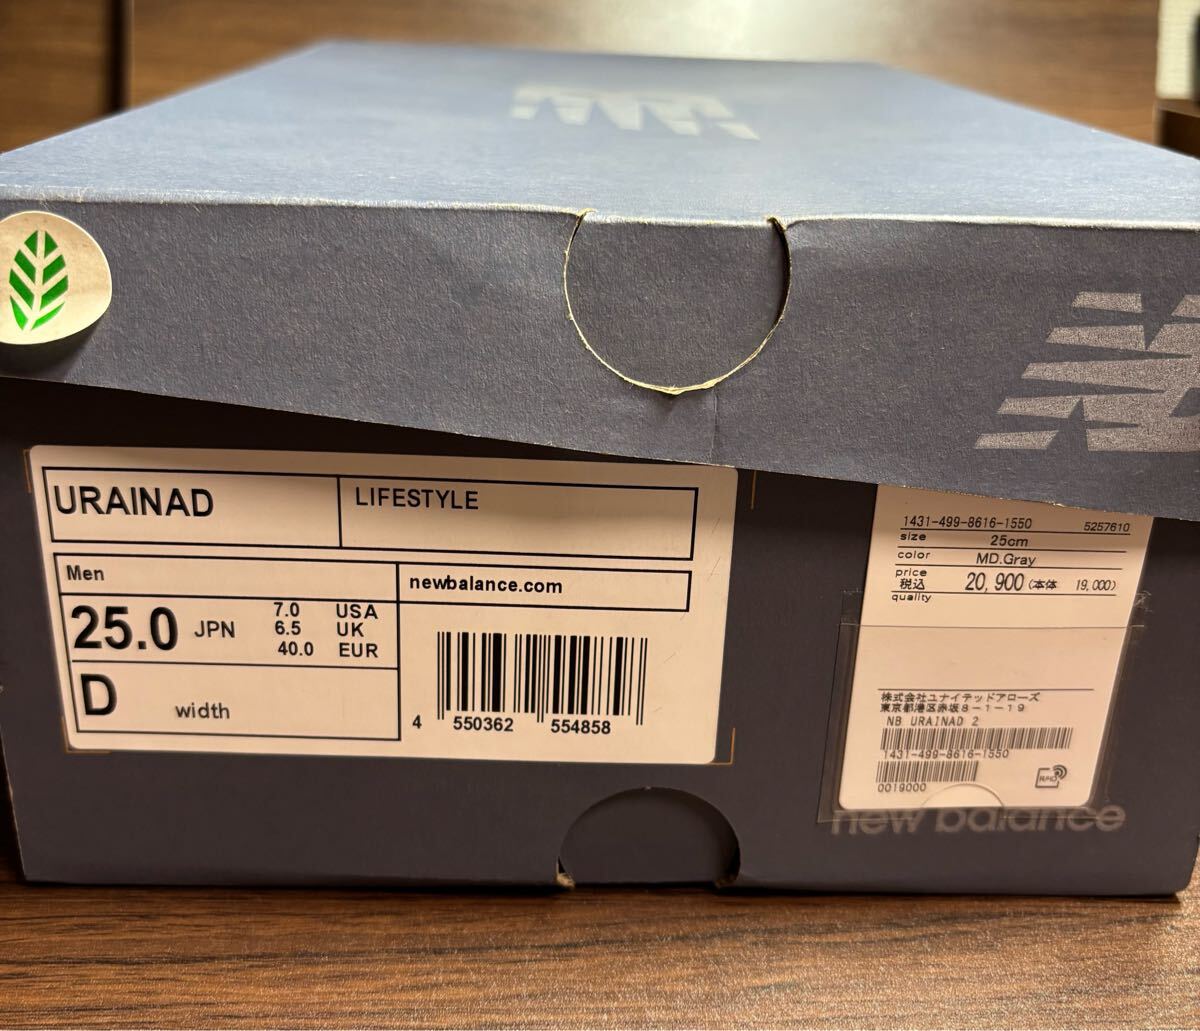 URAINAD
LIFESTYLE
Men
newbalance.com
25.0 JPN
7.0 USA
6.5 UK
40.0 EUR
D width
4 550362 554858
1431-499-8616-1550 5257610
size 25cm
color MD.Gray
price
税込 20,900 (本体 19,000)
quality
株式会社ユナイテッドアローズ
東京都港区赤坂8-1-19
NB URAINAD 2
1431-499-8616-1550
0019000
RFID
new balance